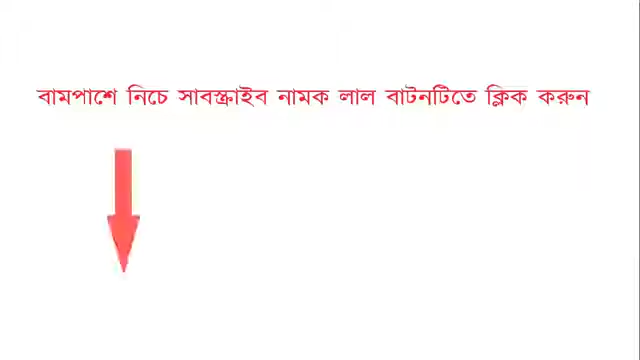 বামপাশে নিচে সাবস্ক্রাইব নামক লাল বাটনটিতে ক্লিক করুন